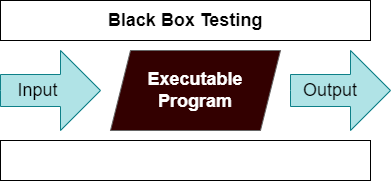 Black Box Testing
Input
Executable
Program
Output